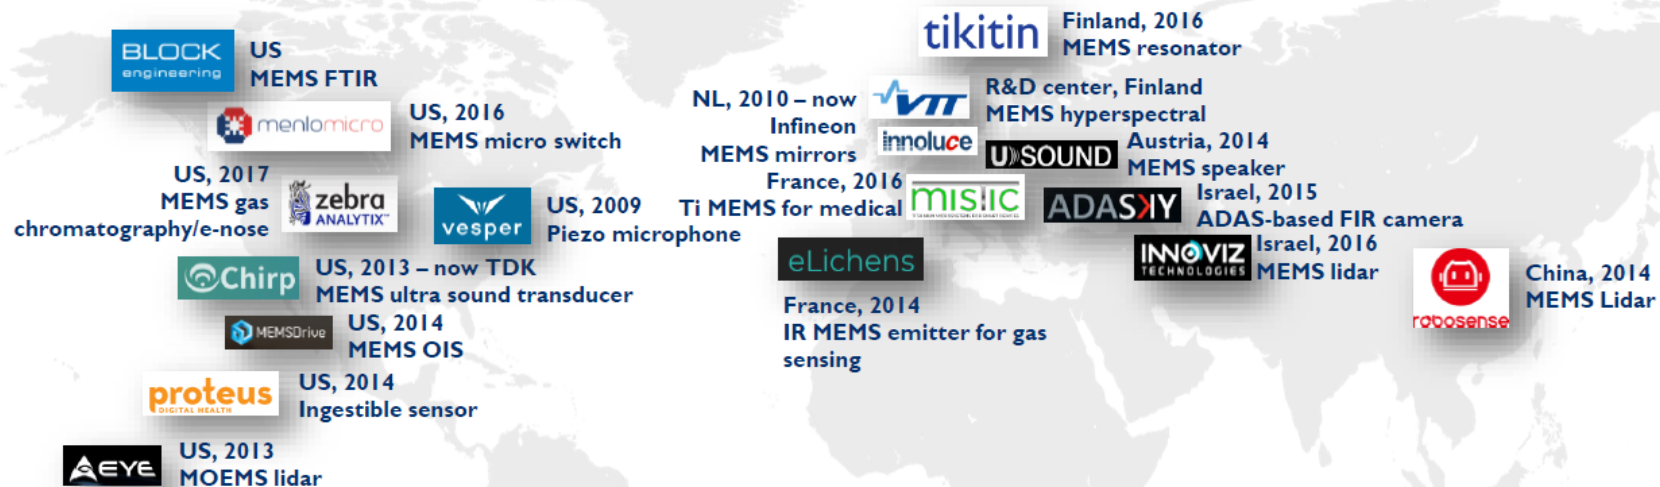 BLOCK
engineering
US
MEMS FTIR
menlomicro
US, 2016
MEMS micro switch
US, 2017
MEMS gas
chromatography/e-nose
zebra
ANALYTIX™
vesper
US, 2009
Piezo microphone
Chirp
US, 2013 – now TDK
MEMS ultra sound transducer
MEMSDrive
US, 2014
MEMS OIS
proteus
DIGITAL HEALTH
US, 2014
Ingestible sensor
AEYE
US, 2013
MOEMS lidar
tikitin
Finland, 2016
MEMS resonator
VTT
R&D center, Finland
MEMS hyperspectral
NL, 2010 – now
Infineon
MEMS mirrors
innoluce
USOUND
Austria, 2014
MEMS speaker
France, 2016
Ti MEMS for medical
mistic
ADASKY
Israel, 2015
ADAS-based FIR camera
INNOVIZ
TECHNOLOGIES
Israel, 2016
MEMS lidar
eLichens
France, 2014
IR MEMS emitter for gas
sensing
robosense
China, 2014
MEMS Lidar